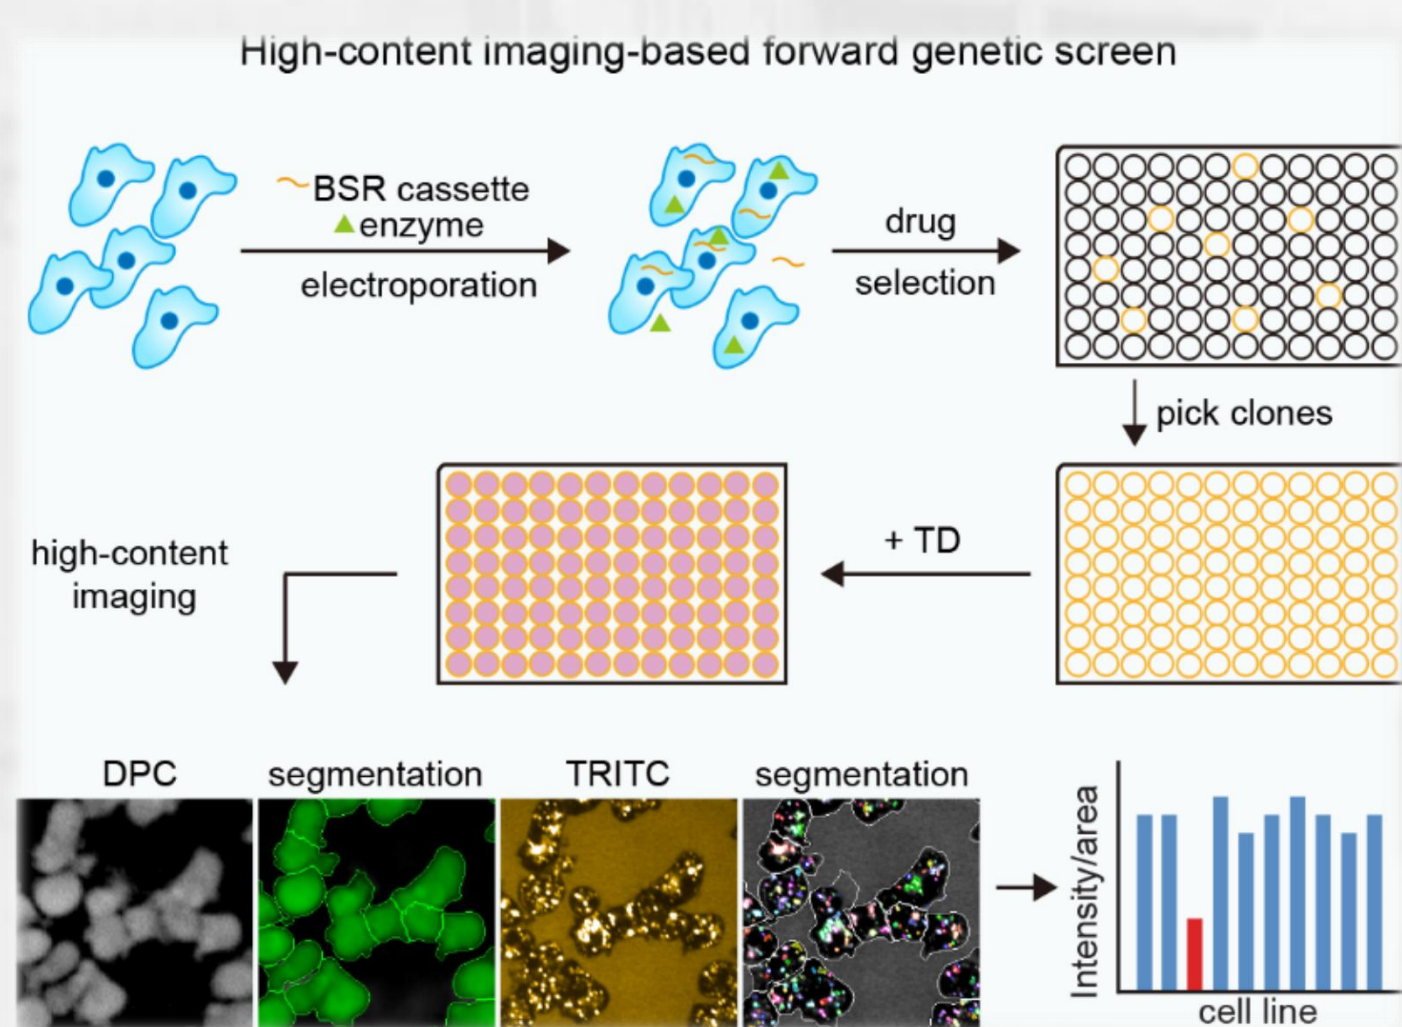 High-content imaging-based forward genetic screen
BSR cassette
enzyme
electroporation
drug
selection
pick clones
+ TD
high-content
imaging
DPC
segmentation
TRITC
segmentation
Intensity/area
cell line